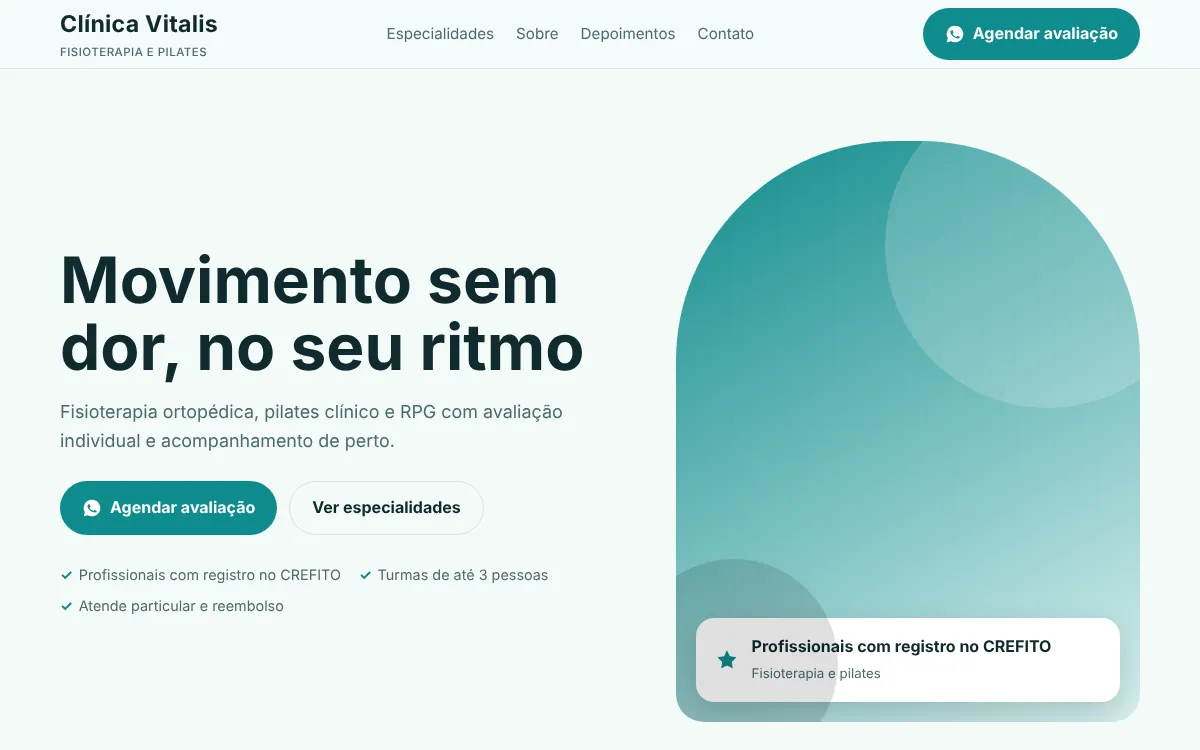 Clínica Vitalis
FISIOTERAPIA E PILATES
Especialidades
Sobre
Depoimentos
Contato
Agendar avaliação
Movimento sem
dor, no seu ritmo
Fisioterapia ortopédica, pilates clínico e RPG com avaliação
individual e acompanhamento de perto.
Agendar avaliação
Ver especialidades
Profissionais com registro no CREFITO
Turmas de até 3 pessoas
Atende particular e reembolso
Profissionais com registro no CREFITO
Fisioterapia e pilates